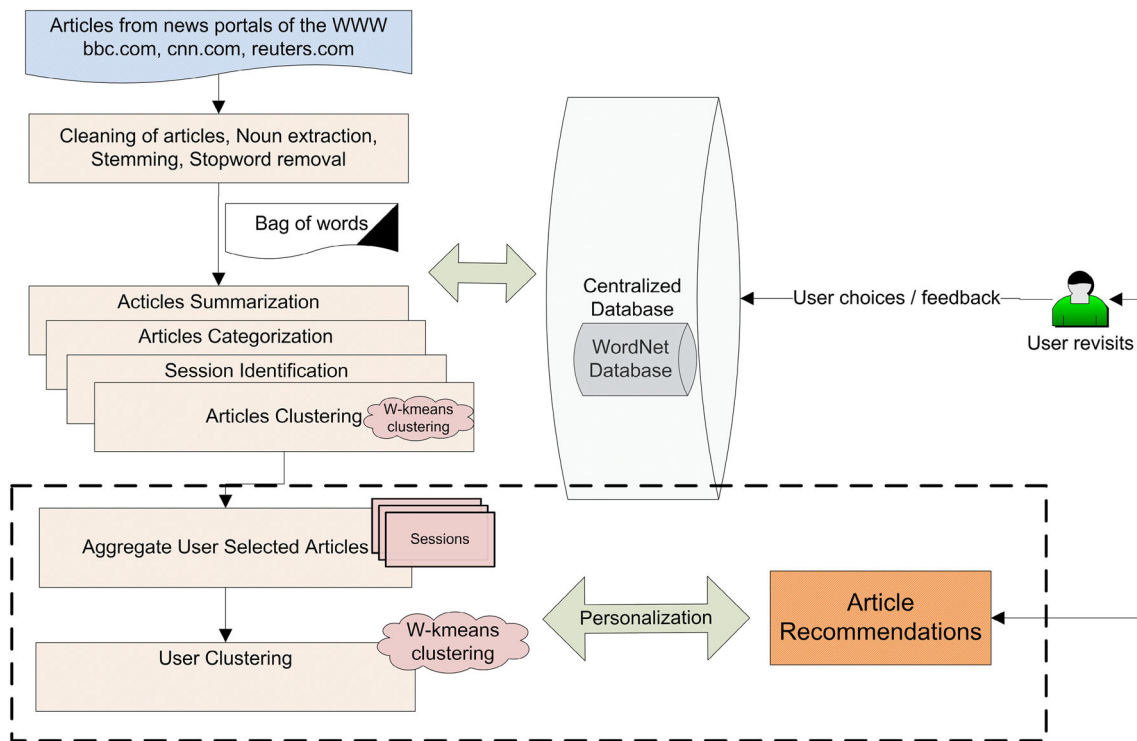 Articles from news portals of the WWW
bbc.com, cnn.com, reuters.com
Cleaning of articles, Noun extraction,
Stemming, Stopword removal
Bag of words
Acticles Summarization
Articles Categorization
Session Identification
Articles Clustering
W-kmeans
clustering
Centralized
Database
WordNet
Database
User choices / feedback
User revisits
Aggregate User Selected Articles
Sessions
User Clustering
W-kmeans
clustering
Personalization
Article
Recommendations